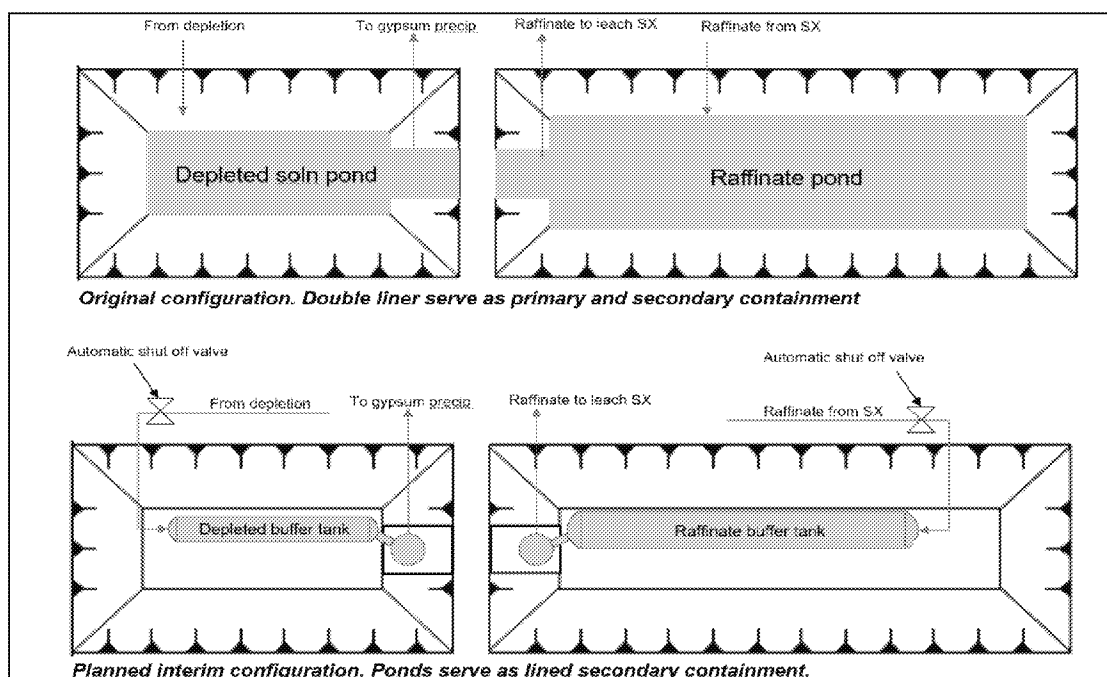 From depletion
To gypsum precip
Raffinate to leach SX
Raffinate from SX
Depleted soln pond
Raffinate pond
Original configuration. Double liner serve as primary and secondary containment
Automatic shut off valve
Automatic shut off valve
From depletion
To gypsum precip
Raffinate to leach SX
Raffinate from SX
Depleted buffer tank
Raffinate buffer tank
Planned interim configuration. Ponds serve as lined secondary containment.